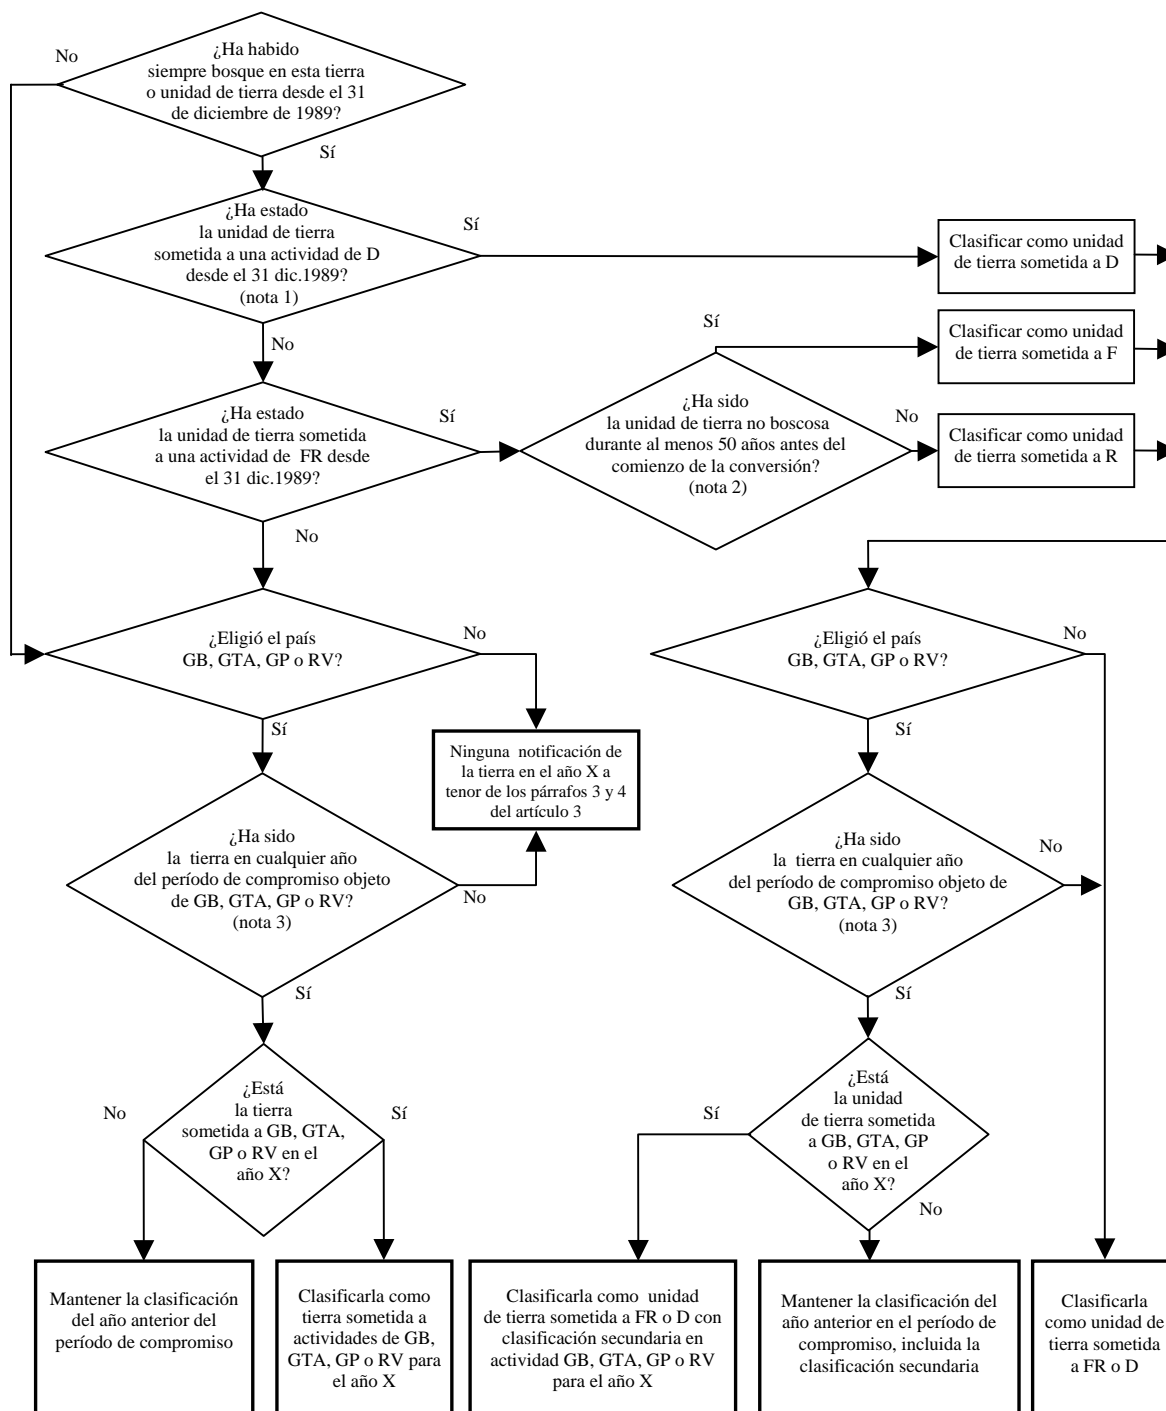 No
¿Ha habido
siempre bosque en esta tierra
o unidad de tierra desde el 31
de diciembre de 1989?
Sí
¿Ha estado
la unidad de tierra
sometida a una actividad de D
desde el 31 dic.1989?
(nota 1)
Sí
Clasificar como unidad
de tierra sometida a D
No
¿Ha estado
la unidad de tierra sometida
a una actividad de FR desde
el 31 dic.1989?
Sí
¿Ha sido
la unidad de tierra no boscosa
durante al menos 50 años antes del
comienzo de la conversión?
(nota 2)
Sí
Clasificar como unidad
de tierra sometida a F
No
Clasificar como unidad
de tierra sometida a R
No
¿Eligió el país
GB, GTA, GP o RV?
No
Sí
Ninguna notificación de
la tierra en el año X a
tenor de los párrafos 3 y 4
del artículo 3
¿Ha sido
la tierra en cualquier año
del período de compromiso objeto
de GB, GTA, GP o RV?
(nota 3)
No
Sí
¿Está
la tierra
sometida a GB, GTA,
GP o RV en el
año X?
No
Sí
Mantener la clasificación
del año anterior del
período de compromiso
Clasificarla como
tierra sometida a
actividades de GB,
GTA, GP o RV para
el año X
¿Eligió el país
GB, GTA, GP o RV?
No
Sí
¿Ha sido
la tierra en cualquier año
del período de compromiso objeto de
GB, GTA, GP o RV?
(nota 3)
No
Sí
¿Está
la unidad
de tierra sometida
a GB, GTA, GP
o RV en el
año X?
Sí
No
Clasificarla como unidad
de tierra sometida a FR o D con
clasificación secundaria en
actividad GB, GTA, GP o RV
para el año X
Mantener la clasificación del
año anterior en el período de
compromiso, incluida la
clasificación secundaria
Clasificarla
como unidad de
tierra sometida
a FR o D